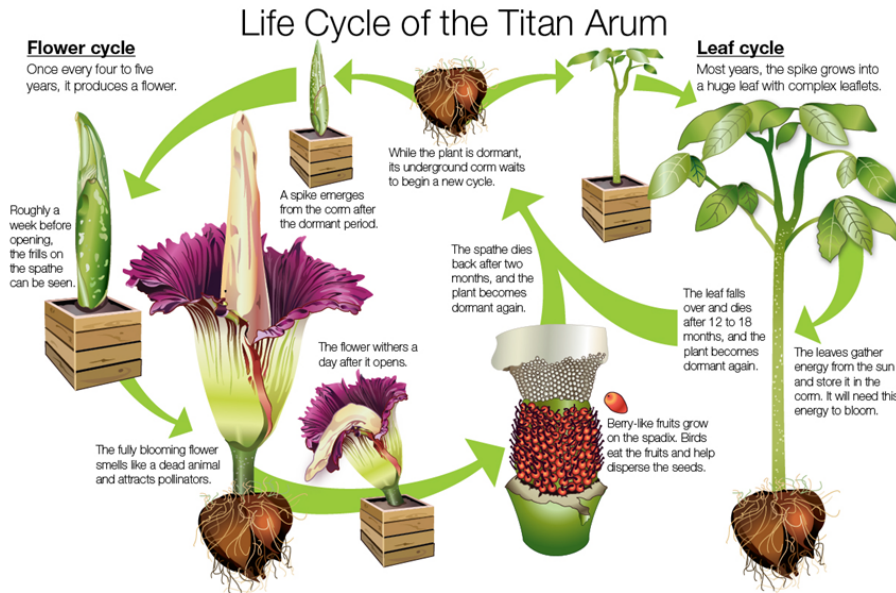 Life Cycle of the Titan Arum
Flower cycle
Once every four to five
years, it produces a flower.
Leaf cycle
Most years, the spike grows into
a huge leaf with complex leaflets.
While the plant is dormant,
its underground corm waits
to begin a new cycle.
A spike emerges
from the corm after
the dormant period.
Roughly a
week before
opening,
the frills on
the spathe
can be seen.
The fully blooming flower
smells like a dead animal
and attracts pollinators.
The flower withers a
day after it opens.
Berry-like fruits grow
on the spadix. Birds
eat the fruits and help
disperse the seeds.
The spathe dies
back after two
months, and the
plant becomes
dormant again.
The leaf falls
over and dies
after 12 to 18
months, and the
plant becomes
dormant again.
The leaves gather
energy from the sun
and store it in the
corm. It will need this
energy to bloom.